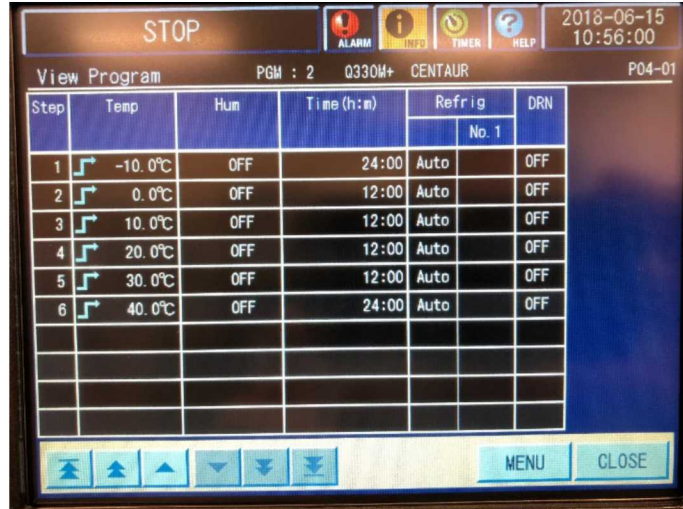 STOP
ALARM
INFO
TIMER
HELP
2018-06-15
10:56:00
View Program PGM : 2 Q330M+ CENTAUR P04-01
Step Temp Hum Time(h:m) Refrig DRN
No. 1
1 -10. 0℃ OFF 24:00 Auto OFF
2 0. 0℃ OFF 12:00 Auto OFF
3 10. 0℃ OFF 12:00 Auto OFF
4 20. 0℃ OFF 12:00 Auto OFF
5 30. 0℃ OFF 12:00 Auto OFF
6 40. 0℃ OFF 24:00 Auto OFF
MENU CLOSE